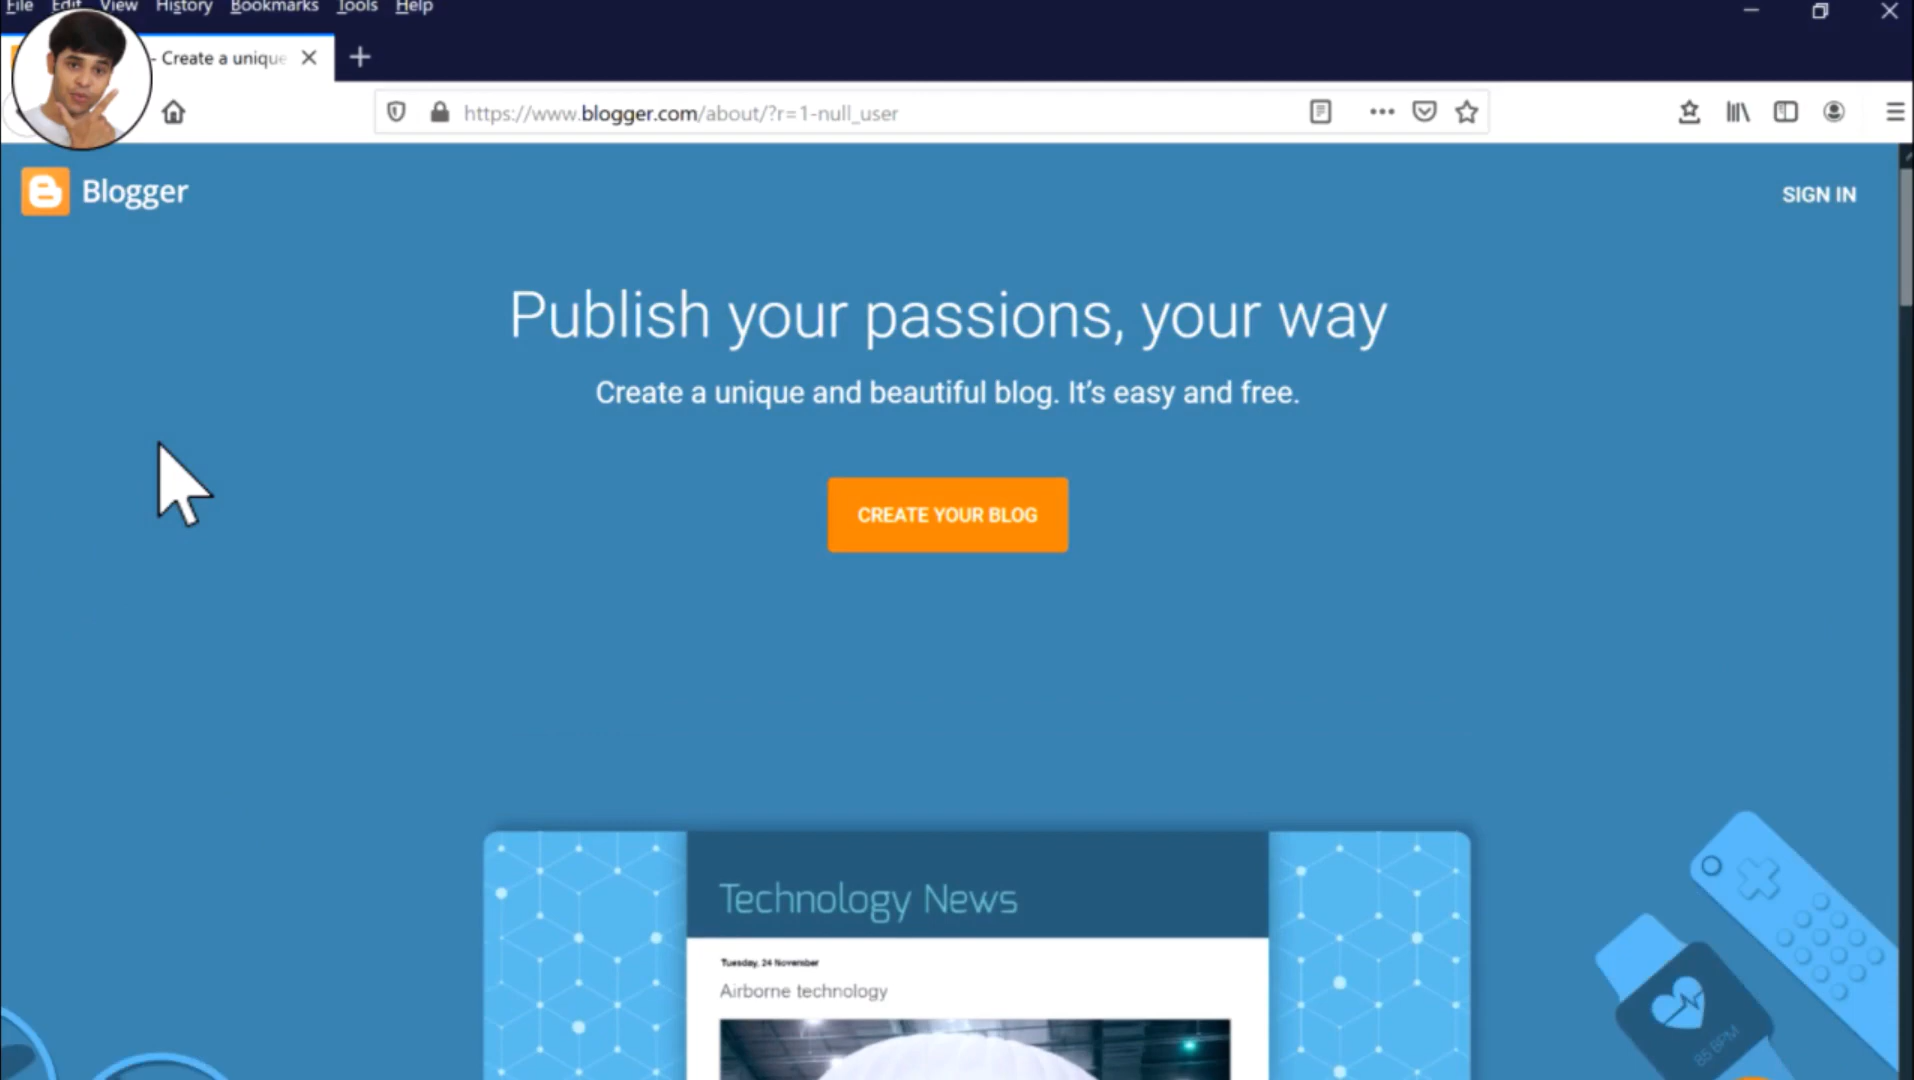 File Edit View History Bookmarks Tools Help
- Create a unique
https://www.blogger.com/about/?r=1-null_user
Blogger
SIGN IN
Publish your passions, your way
Create a unique and beautiful blog. It’s easy and free.
CREATE YOUR BLOG
Technology News
Tuesday, 24 November
Airborne technology
85 BPM